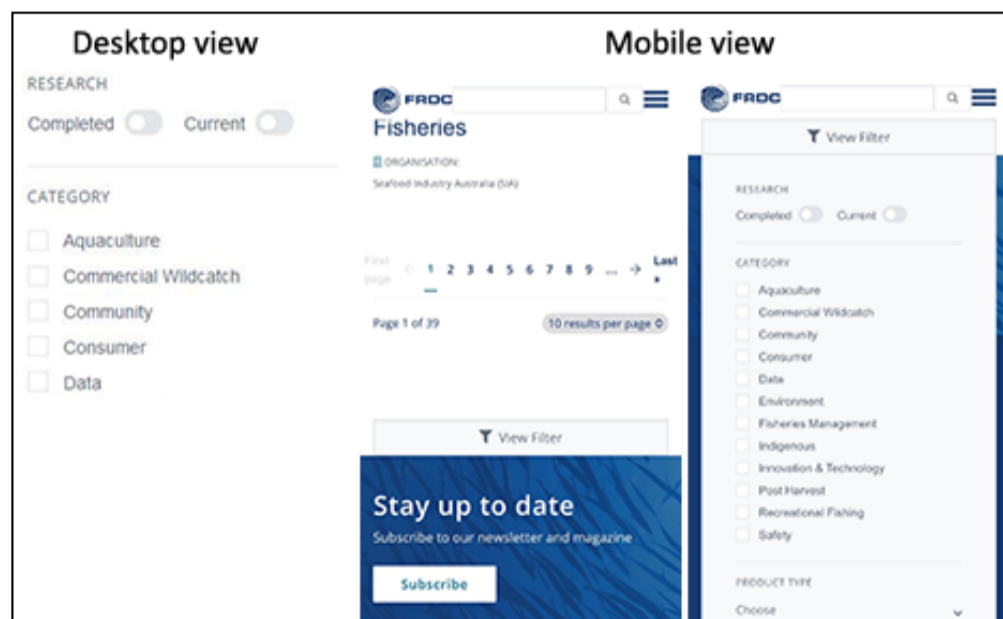 Desktop view
RESEARCH
Completed Current
CATEGORY
Aquaculture
Commercial Wildcatch
Community
Consumer
Data
Mobile view
FRDC
Fisheries
ORGANISATION:
Seafood Industry Australia (SIA)
First page ← 1 2 3 4 5 6 7 8 9 ... → Last »
Page 1 of 39 10 results per page
View Filter
Stay up to date
Subscribe to our newsletter and magazine
Subscribe
FRDC
View Filter
RESEARCH
Completed Current
CATEGORY
Aquaculture
Commercial Wildcatch
Community
Consumer
Data
Environment
Fisheries Management
Indigenous
Innovation & Technology
Post Harvest
Recreational Fishing
Safety
PRODUCT TYPE
Choose